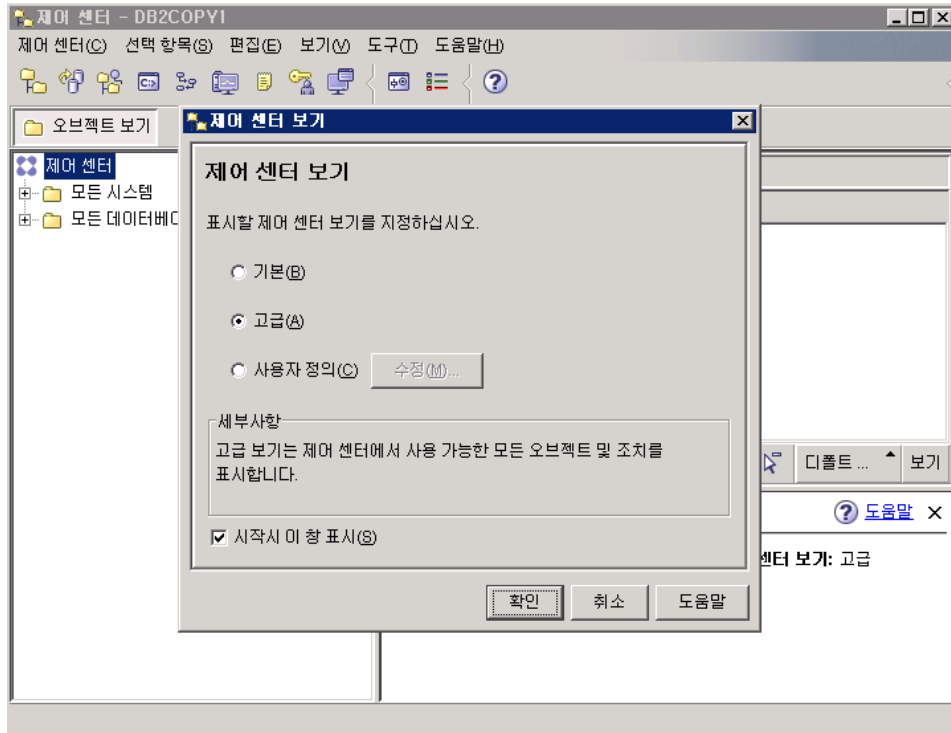 제어 센터 - DB2COPY1
제어 센터(C) 선택 항목(S) 편집(E) 보기(V) 도구(T) 도움말(H)
오브젝트 보기
제어 센터
모든 시스템
모든 데이터베
제어 센터 보기
제어 센터 보기
표시할 제어 센터 보기를 지정하십시오.
기본(B)
고급(A)
사용자 정의(C) 수정(M)...
세부사항
고급 보기는 제어 센터에서 사용 가능한 모든 오브젝트 및 조치를
표시합니다.
시작시 이 창 표시(S)
확인 취소 도움말
디폴트 ... 보기
도움말
센터 보기: 고급